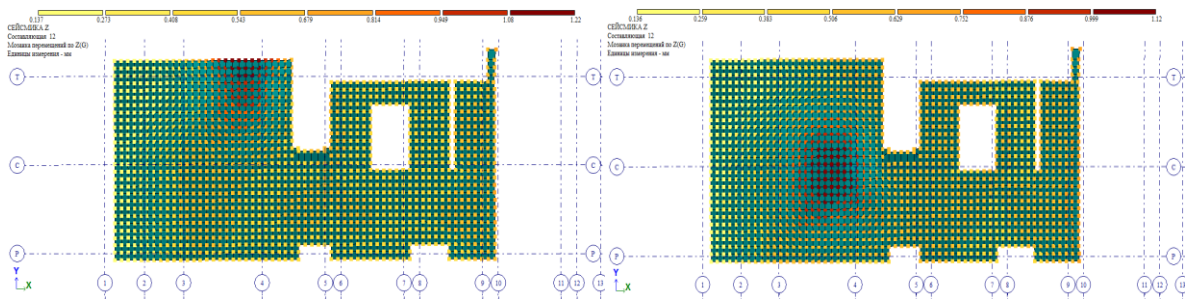 0.137 0.273 0.408 0.543 0.679 0.814 0.949 1.08 1.22
СЕЙСМИКА Z
Составляющая 12
Мозаика перемещений по Z(G)
Единицы измерения - мм
Т Т
С С
Р Р
Y
X
1 2 3 4 5 6 7 8 9 10 11 12 13
0.136 0.259 0.383 0.506 0.629 0.752 0.876 0.999 1.12
СЕЙСМИКА Z
Составляющая 12
Мозаика перемещений по Z(G)
Единицы измерения - мм
Т Т
С С
Р Р
Y
X
1 2 3 4 5 6 7 8 9 10 11 12 13